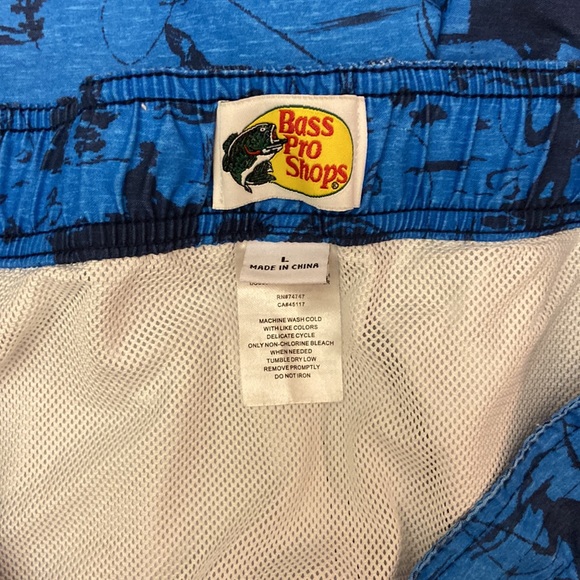 Bass
Pro
Shops
L
MADE IN CHINA
RN#74747
CA#45117
MACHINE WASH COLD
WITH LIKE COLORS
DELICATE CYCLE
ONLY NON-CHLORINE BLEACH
WHEN NEEDED
TUMBLE DRY LOW
REMOVE PROMPTLY
DO NOT IRON